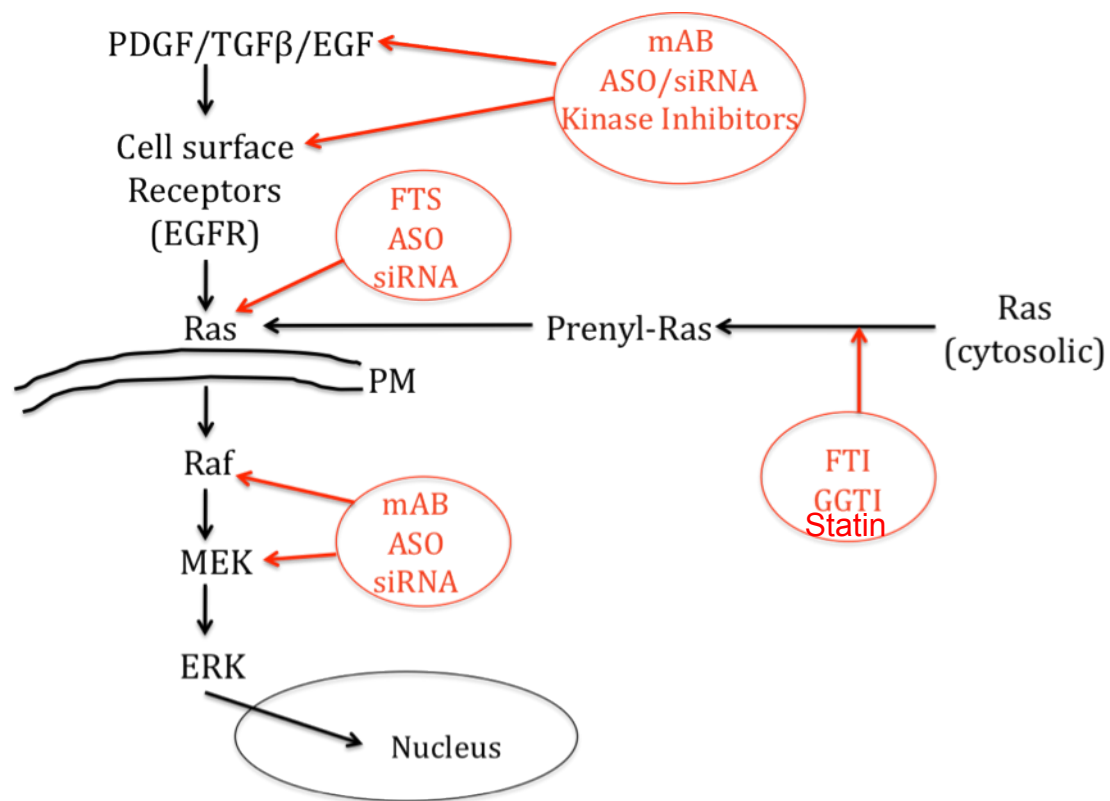 PDGF/TGFβ/EGF
mAB
ASO/siRNA
Kinase Inhibitors
Cell surface
Receptors
(EGFR)
FTS
ASO
siRNA
Ras
Prenyl-Ras
Ras
(cytosolic)
PM
Raf
mAB
ASO
siRNA
FTI
GGTI
Statin
MEK
ERK
Nucleus